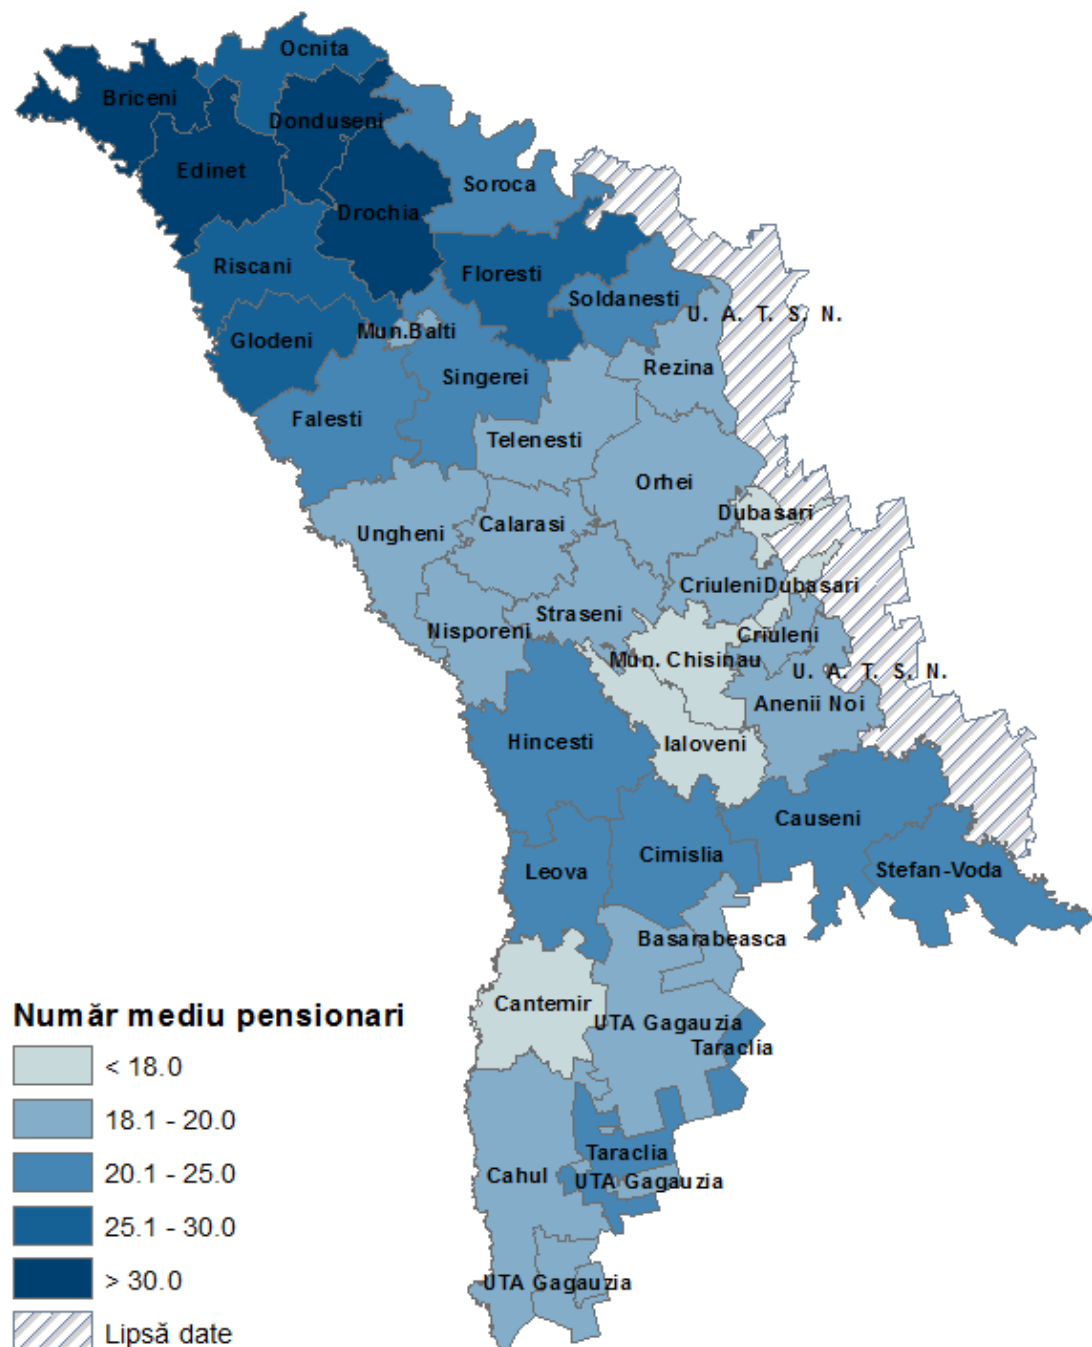 Ocnita
Briceni
Donduseni
Edinet
Soroca
Drochia
Riscani
Floresti
Soldanesti
U. A. T. S. N.
Mun.Balti
Glodeni
Rezina
Singerei
Falesti
Telenesti
Orhei
Dubasari
Calarasi
Ungheni
Criuleni
Dubasari
Straseni
Nisporeni
Criuleni
Mun. Chisinau
U. A. T. S. N.
Anenii Noi
Hincesti
Ialoveni
Causeni
Cimislia
Leova
Stefan-Voda
Basarabeasca
Cantemir
UTA Gagauzia
Taraclia
Taraclia
Cahul
UTA Gagauzia
UTA Gagauzia
Număr mediu pensionari
< 18.0
18.1 - 20.0
20.1 - 25.0
25.1 - 30.0
> 30.0
Lipsă date